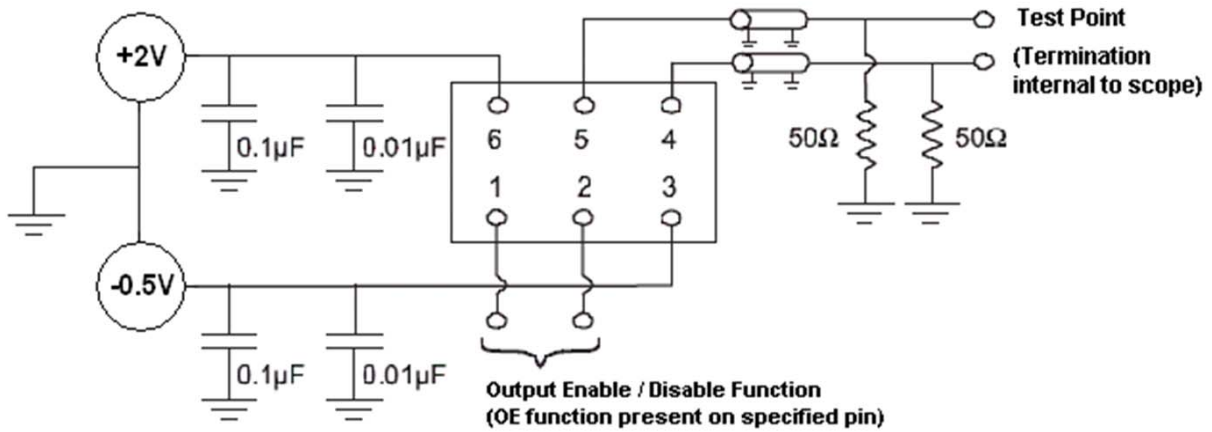 Test Point
+2V
(Termination
internal to scope)
0.1µF
0.01µF
6 5 4
50Ω
50Ω
1 2 3
-0.5V
0.1µF
0.01µF
Output Enable / Disable Function
(OE function present on specified pin)